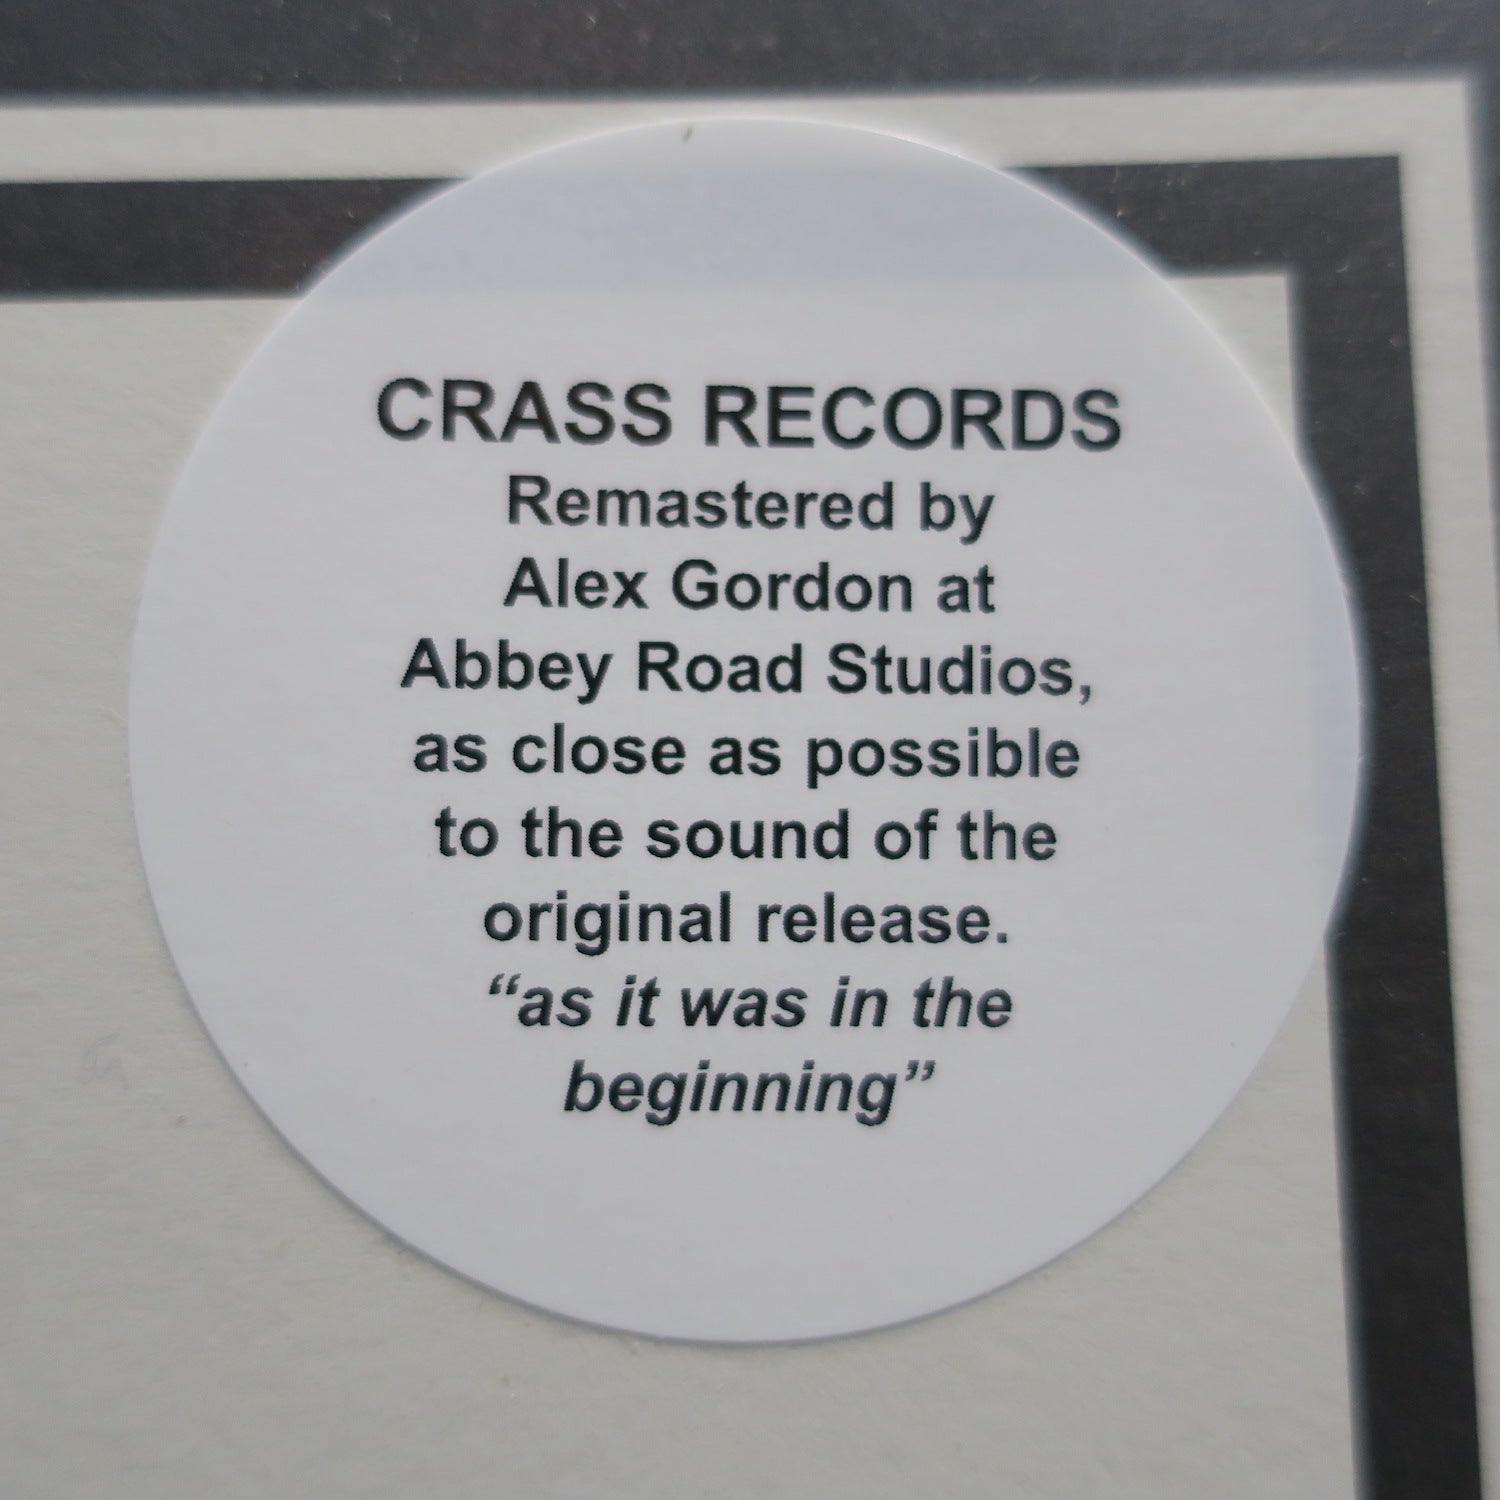 CRASS RECORDS
Remastered by
Alex Gordon at
Abbey Road Studios,
as close as possible
to the sound of the
original release.
“as it was in the
beginning”